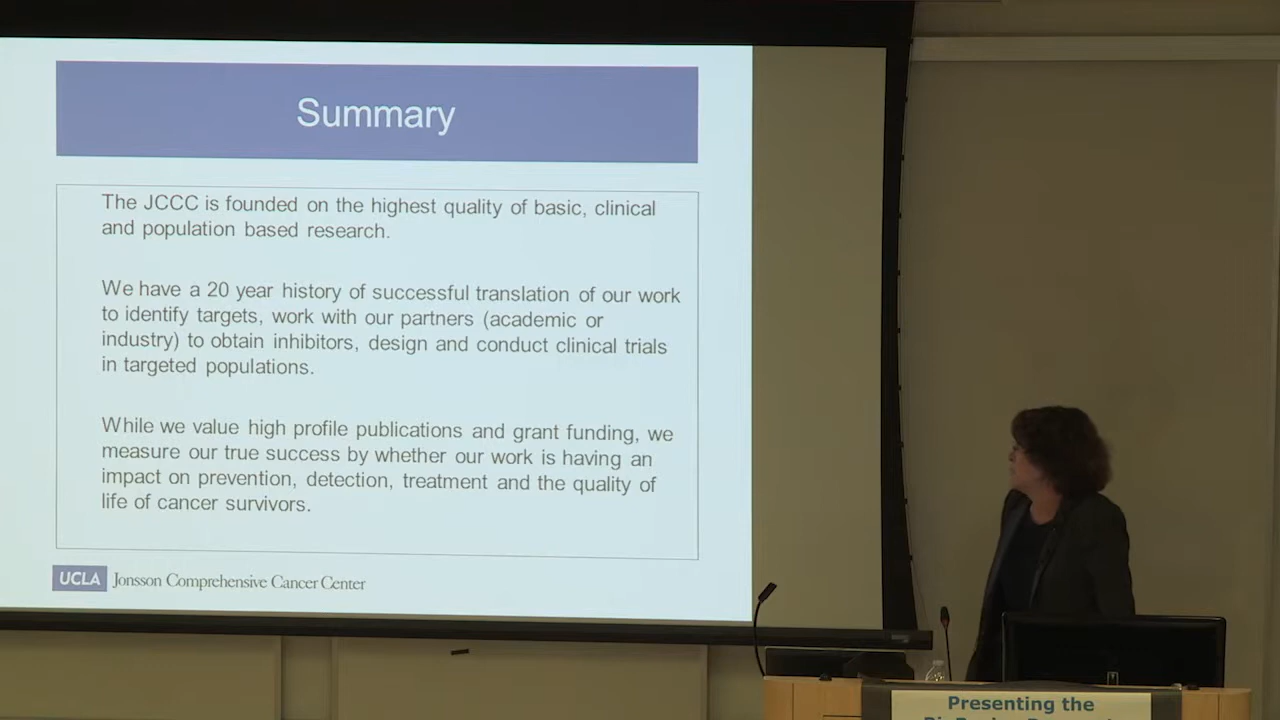 Summary
The JCCC is founded on the highest quality of basic, clinical
and population based research.
We have a 20 year history of successful translation of our work
to identify targets, work with our partners (academic or
industry) to obtain inhibitors, design and conduct clinical trials
in targeted populations.
While we value high profile publications and grant funding, we
measure our true success by whether our work is having an
impact on prevention, detection, treatment and the quality of
life of cancer survivors.
UCLA Jonsson Comprehensive Cancer Center
Presenting the